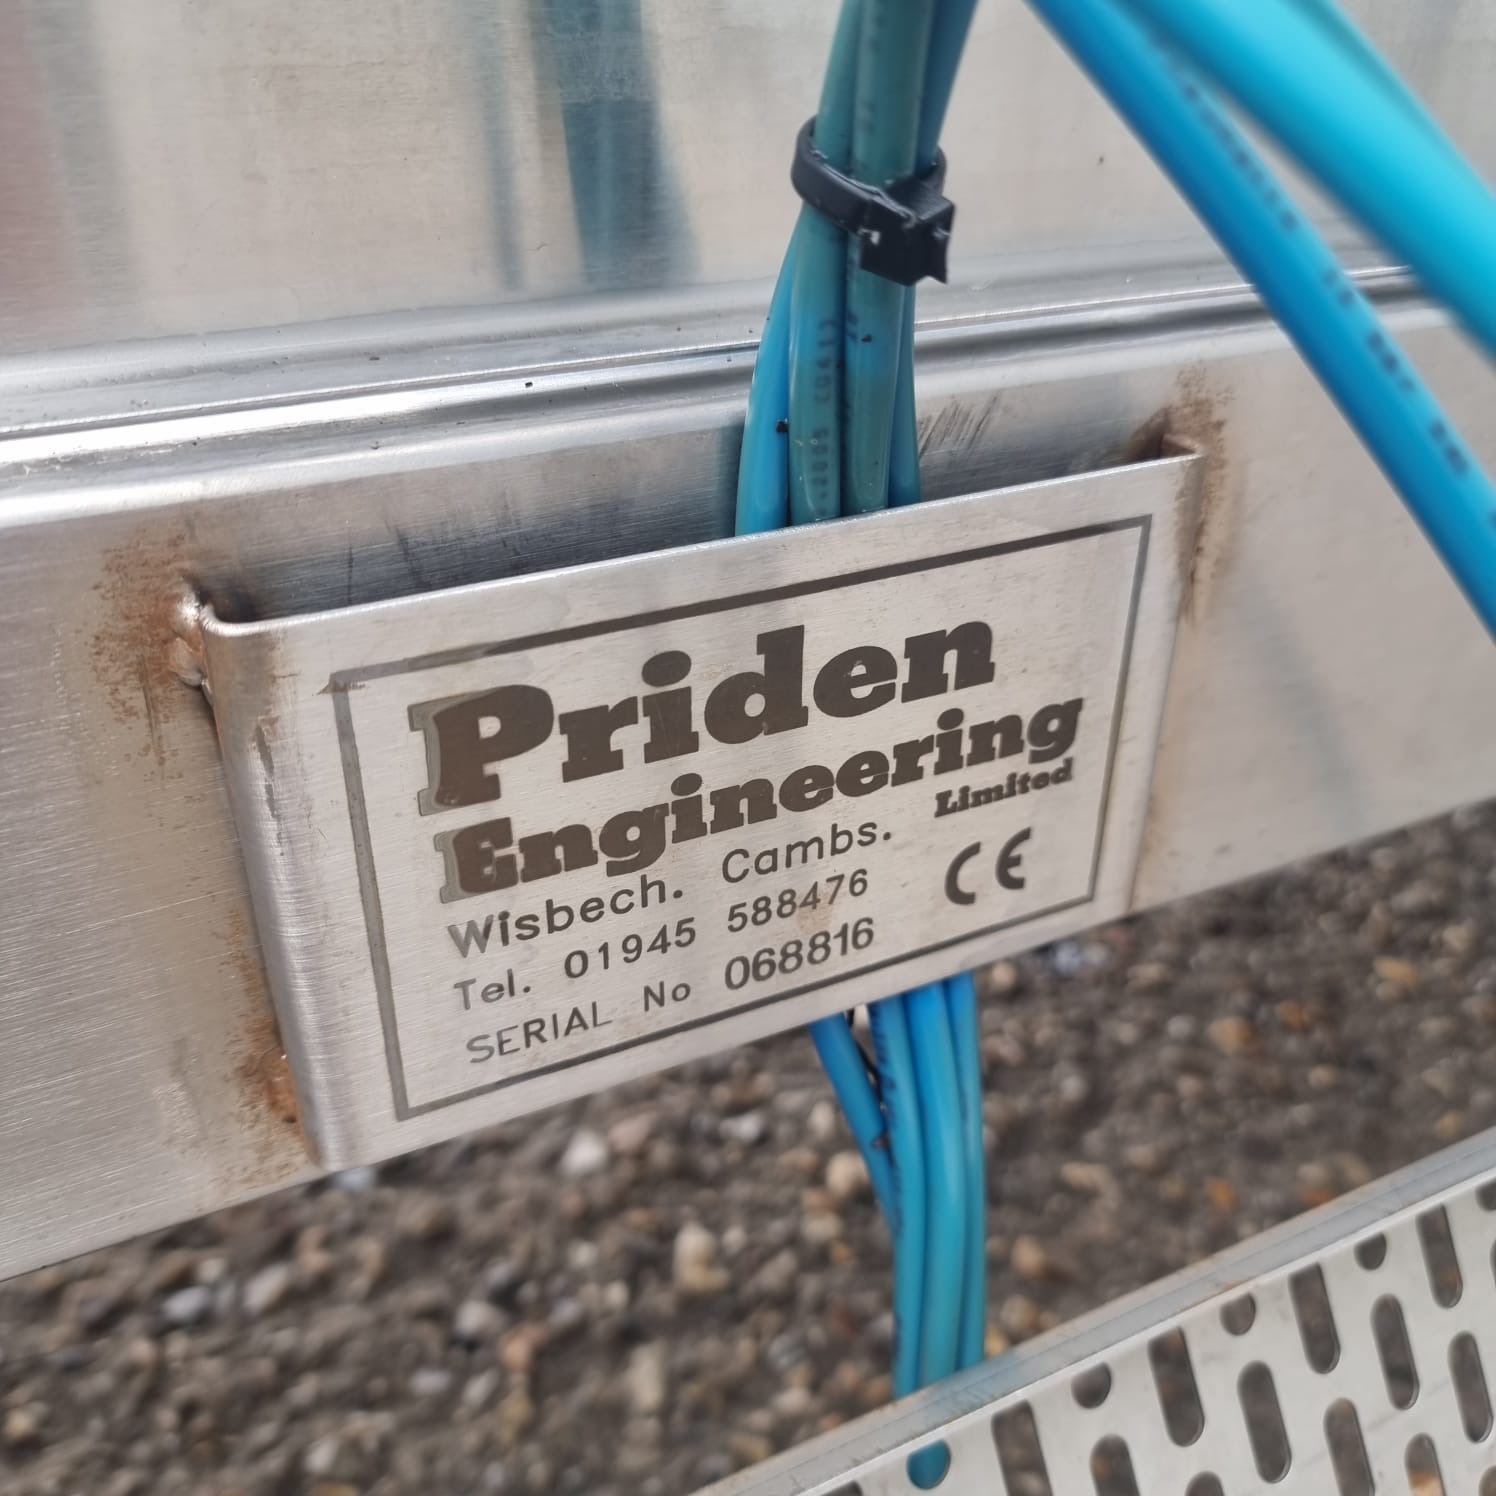 Priden
Engineering
Limited
Wisbech. Cambs.
Tel. 01945 588476
SERIAL No 068816
CE